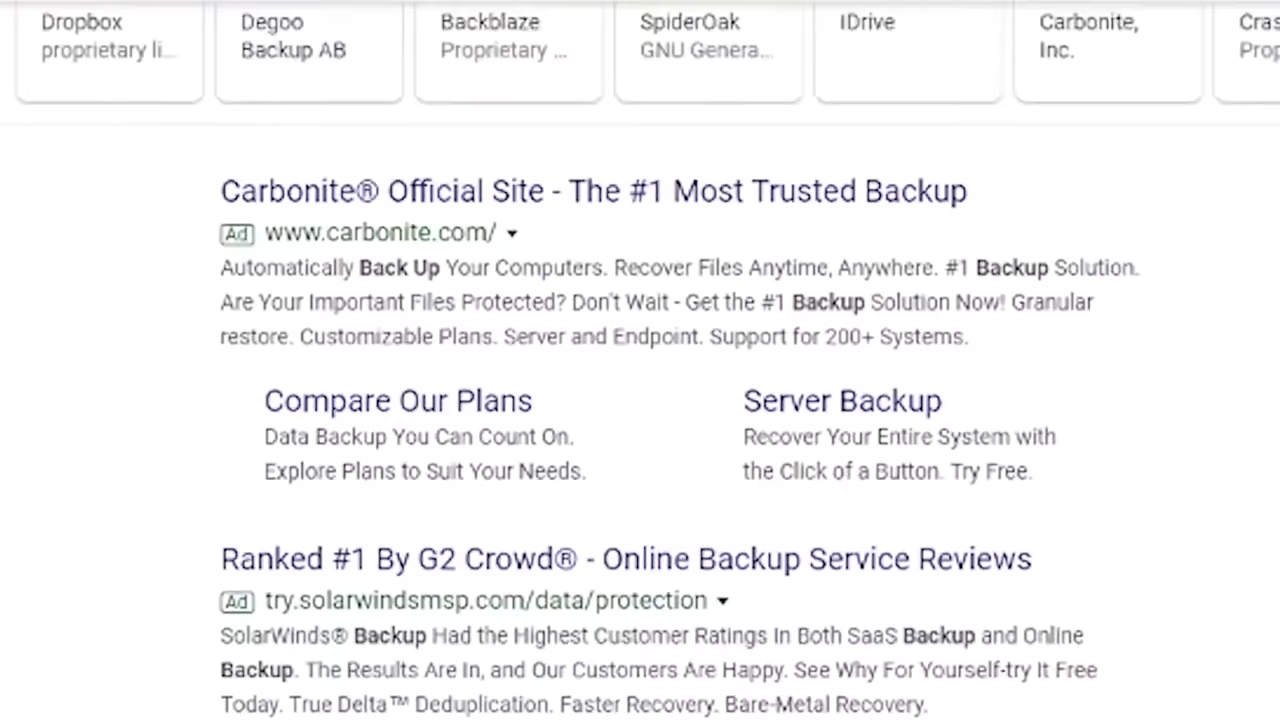 Dropbox
proprietary li...
Degoo
Backup AB
Backblaze
Proprietary ...
SpiderOak
GNU Genera...
IDrive
Carbonite,
Inc.
Cras
Prop
Carbonite® Official Site - The #1 Most Trusted Backup
Ad www.carbonite.com/
Automatically Back Up Your Computers. Recover Files Anytime, Anywhere. #1 Backup Solution.
Are Your Important Files Protected? Don't Wait - Get the #1 Backup Solution Now! Granular
restore. Customizable Plans. Server and Endpoint. Support for 200+ Systems.
Compare Our Plans
Data Backup You Can Count On.
Explore Plans to Suit Your Needs.
Server Backup
Recover Your Entire System with
the Click of a Button. Try Free.
Ranked #1 By G2 Crowd® - Online Backup Service Reviews
Ad try.solarwindsmsp.com/data/protection
SolarWinds® Backup Had the Highest Customer Ratings In Both SaaS Backup and Online
Backup. The Results Are In, and Our Customers Are Happy. See Why For Yourself-try It Free
Today. True Delta™ Deduplication. Faster Recovery. Bare-Metal Recovery.